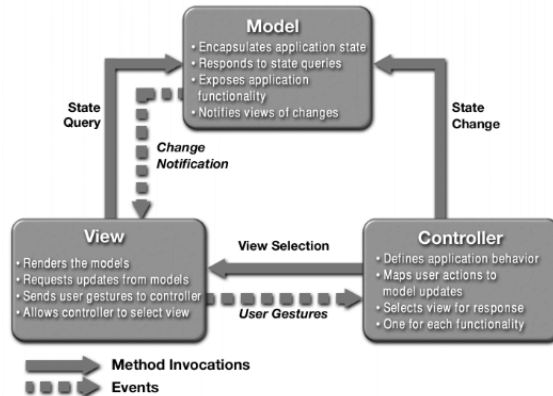 Model
• Encapsulates application state
• Responds to state queries
• Exposes application
functionality
• Notifies views of changes
State
Query
Change
Notification
State
Change
View
• Renders the models
• Requests updates from models
• Sends user gestures to controller
• Allows controller to select view
View Selection
User Gestures
Controller
• Defines application behavior
• Maps user actions to
model updates
• Selects view for response
• One for each functionality
Method Invocations
Events